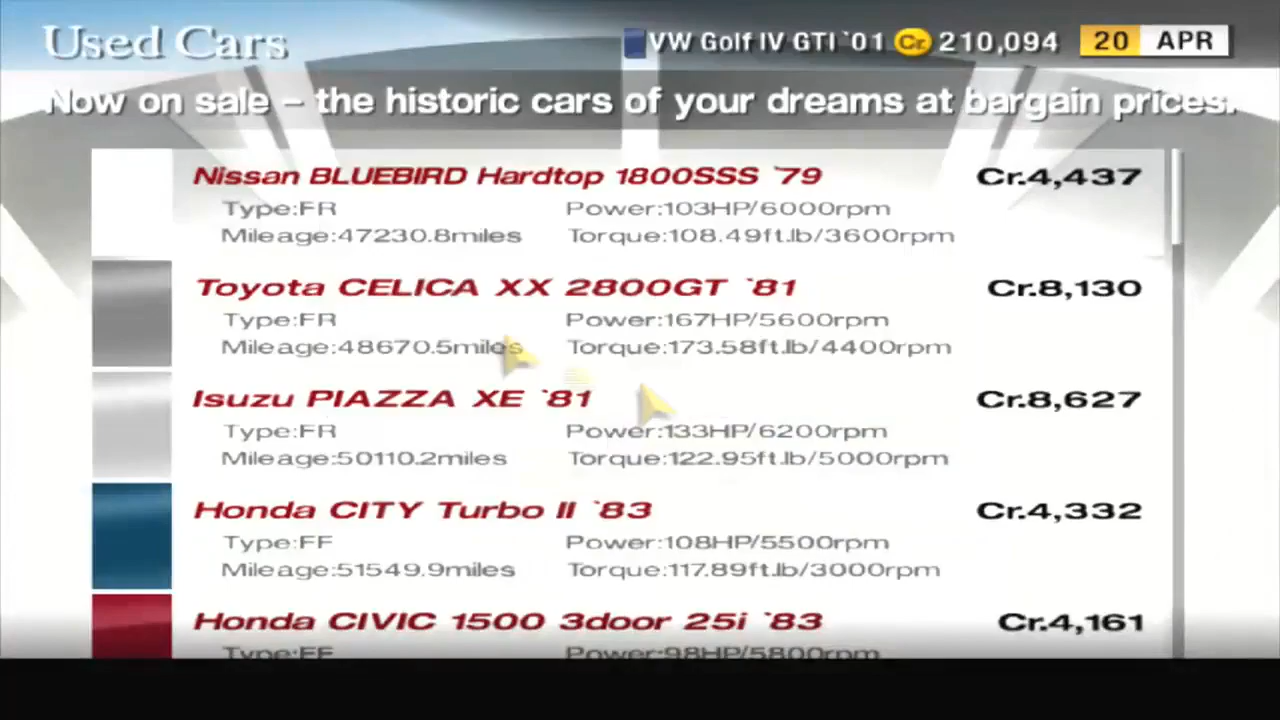 Used Cars
VW Golf IV GTI `01 Cr 210,094 20 APR
Now on sale – the historic cars of your dreams at bargain prices.
Nissan BLUEBIRD Hardtop 1800SSS `79 Cr.4,437
Type:FR Power:103HP/6000rpm
Mileage:47230.8miles Torque:108.49ft.lb/3600rpm
Toyota CELICA XX 2800GT `81 Cr.8,130
Type:FR Power:167HP/5600rpm
Mileage:48670.5miles Torque:173.58ft.lb/4400rpm
Isuzu PIAZZA XE `81 Cr.8,627
Type:FR Power:133HP/6200rpm
Mileage:50110.2miles Torque:122.95ft.lb/5000rpm
Honda CITY Turbo II `83 Cr.4,332
Type:FF Power:108HP/5500rpm
Mileage:51549.9miles Torque:117.89ft.lb/3000rpm
Honda CIVIC 1500 3door 25i `83 Cr.4,161
Type:FF Power:98HP/5800rpm